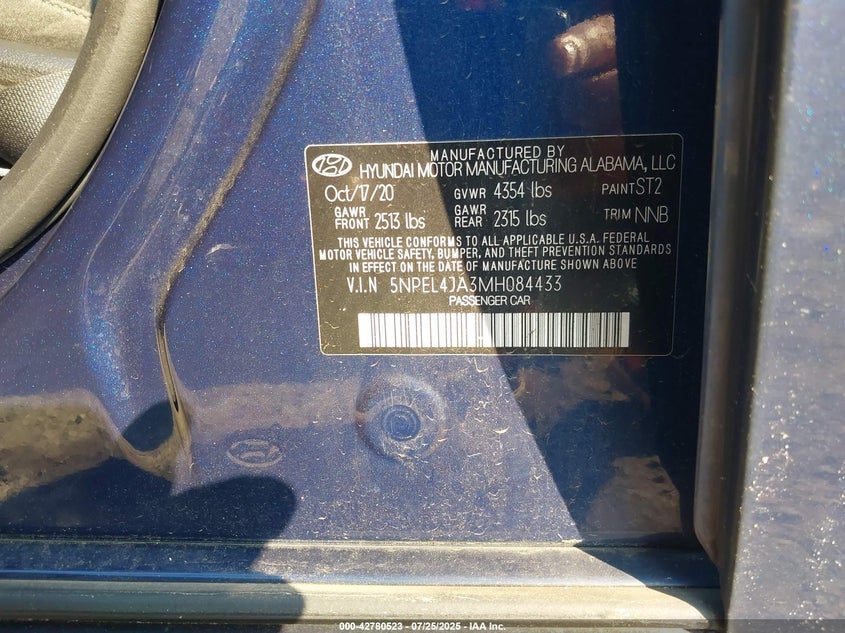 MANUFACTURED BY
HYUNDAI MOTOR MANUFACTURING ALABAMA, LLC
Oct/17/20 GVWR 4354 lbs PAINT ST2
GAWR FRONT 2513 lbs GAWR REAR 2315 lbs TRIM NNB
THIS VEHICLE CONFORMS TO ALL APPLICABLE U.S.A. FEDERAL
MOTOR VEHICLE SAFETY, BUMPER, AND THEFT PREVENTION STANDARDS
IN EFFECT ON THE DATE OF MANUFACTURE SHOWN ABOVE
V.I.N 5NPEL4JA3MH084433
PASSENGER CAR
000-42780523 - 07/25/2025 - IAA Inc.